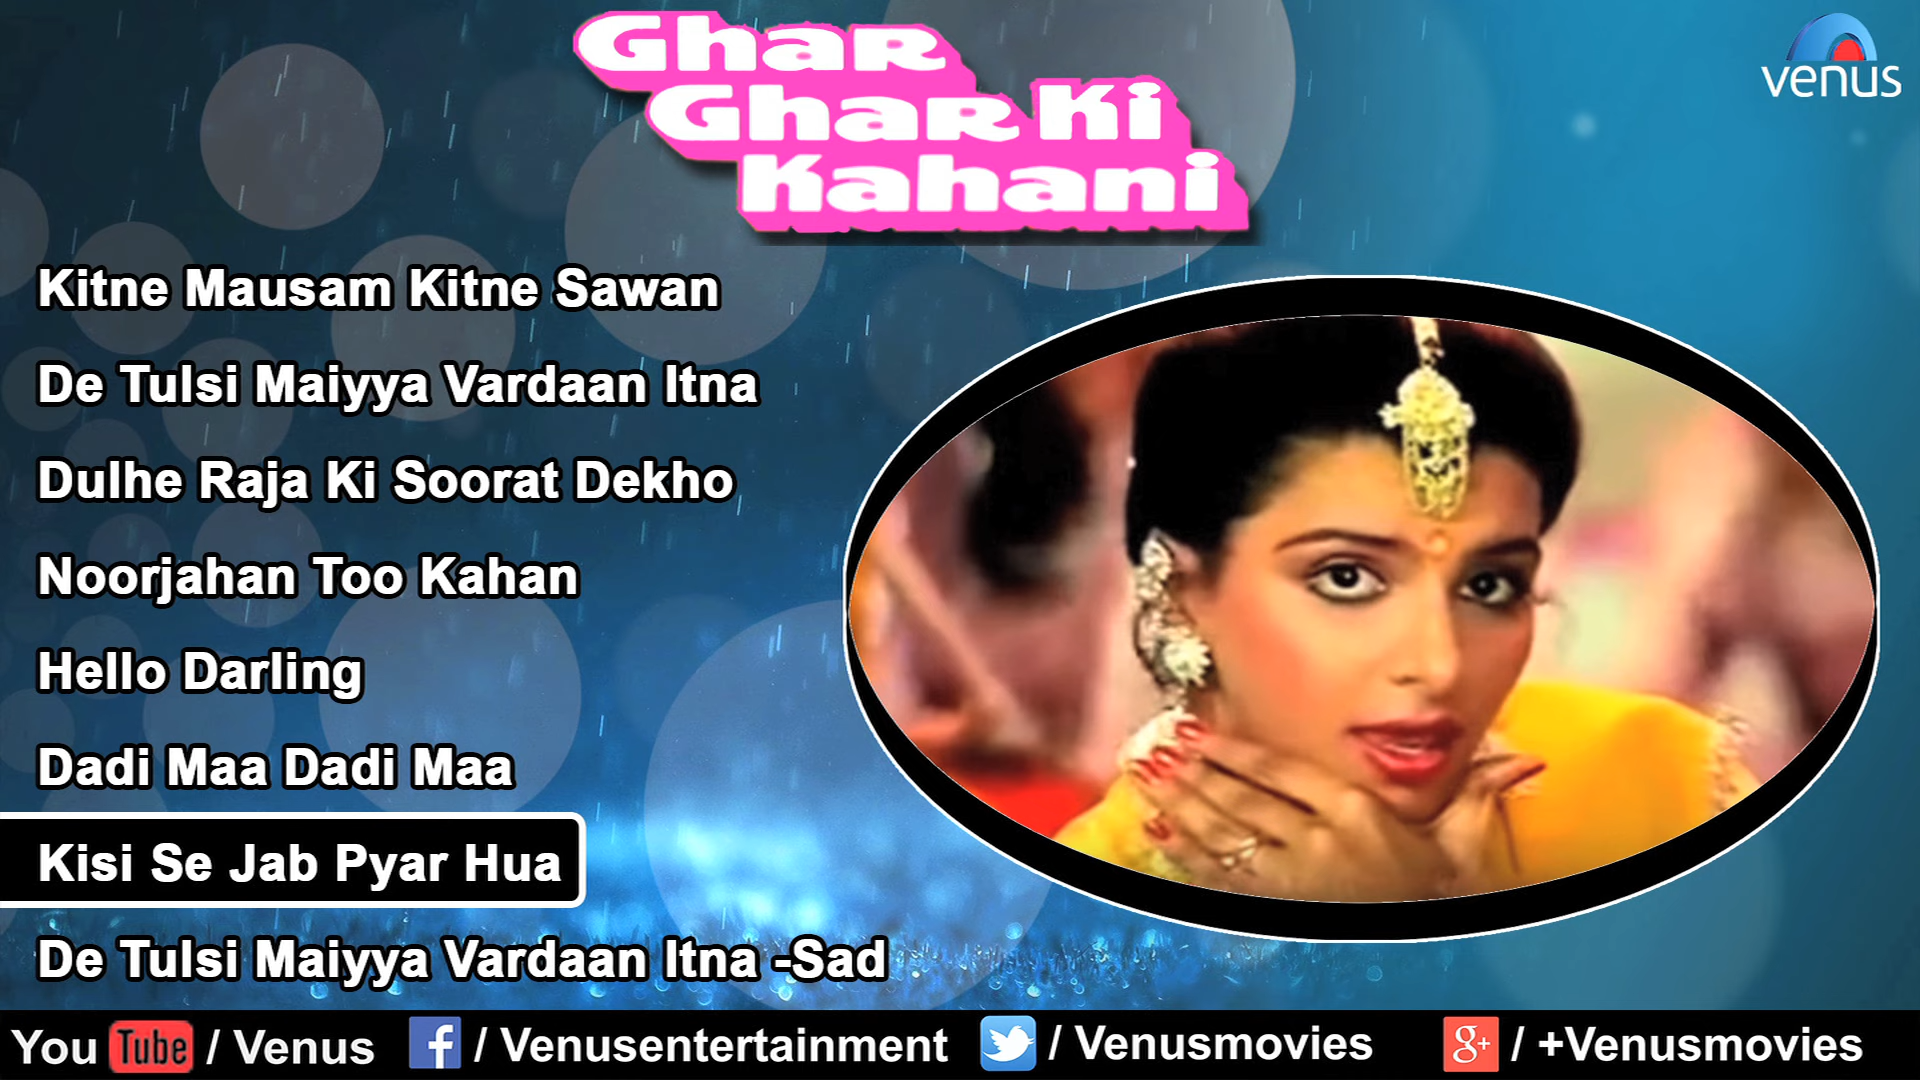 Ghar
Ghar Ki
Kahani
venus
Kitne Mausam Kitne Sawan
De Tulsi Maiyya Vardaan Itna
Dulhe Raja Ki Soorat Dekho
Noorjahan Too Kahan
Hello Darling
Dadi Maa Dadi Maa
Kisi Se Jab Pyar Hua
De Tulsi Maiyya Vardaan Itna -Sad
You Tube / Venus f / Venusentertainment / Venusmovies g+ / +Venusmovies